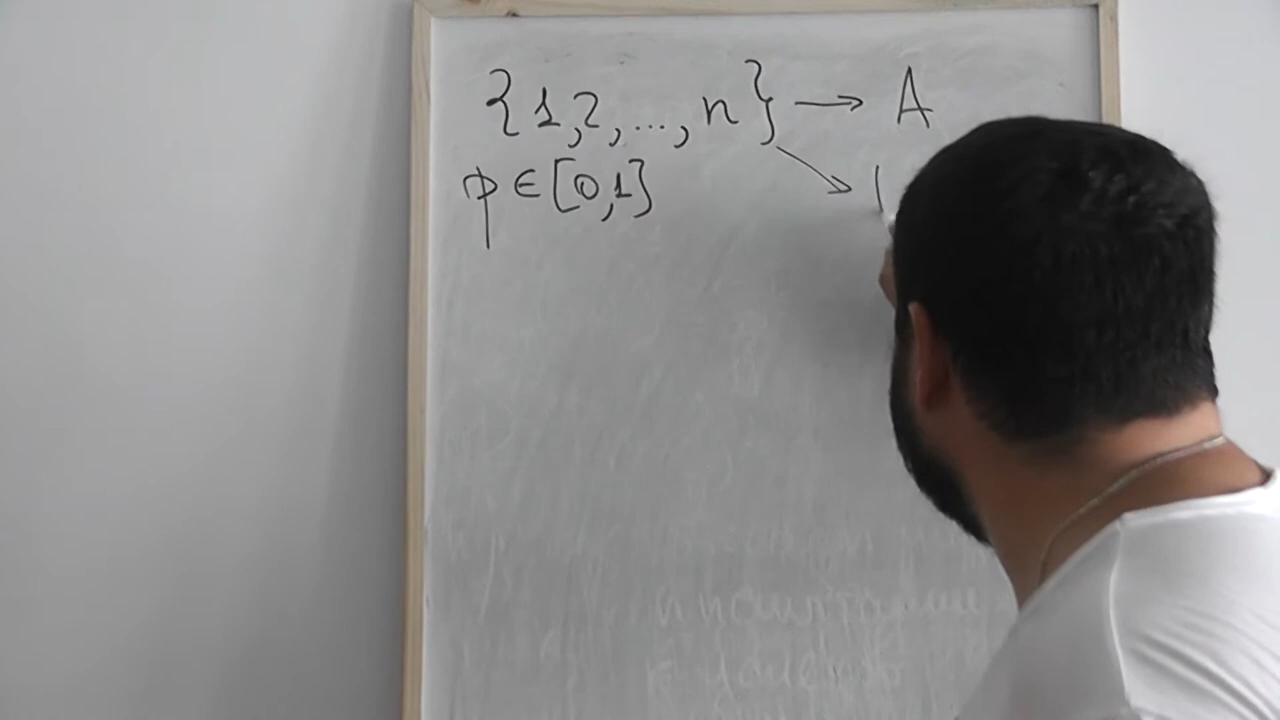 {1,2,...,n} → A
p ∈ [0,1] ↘